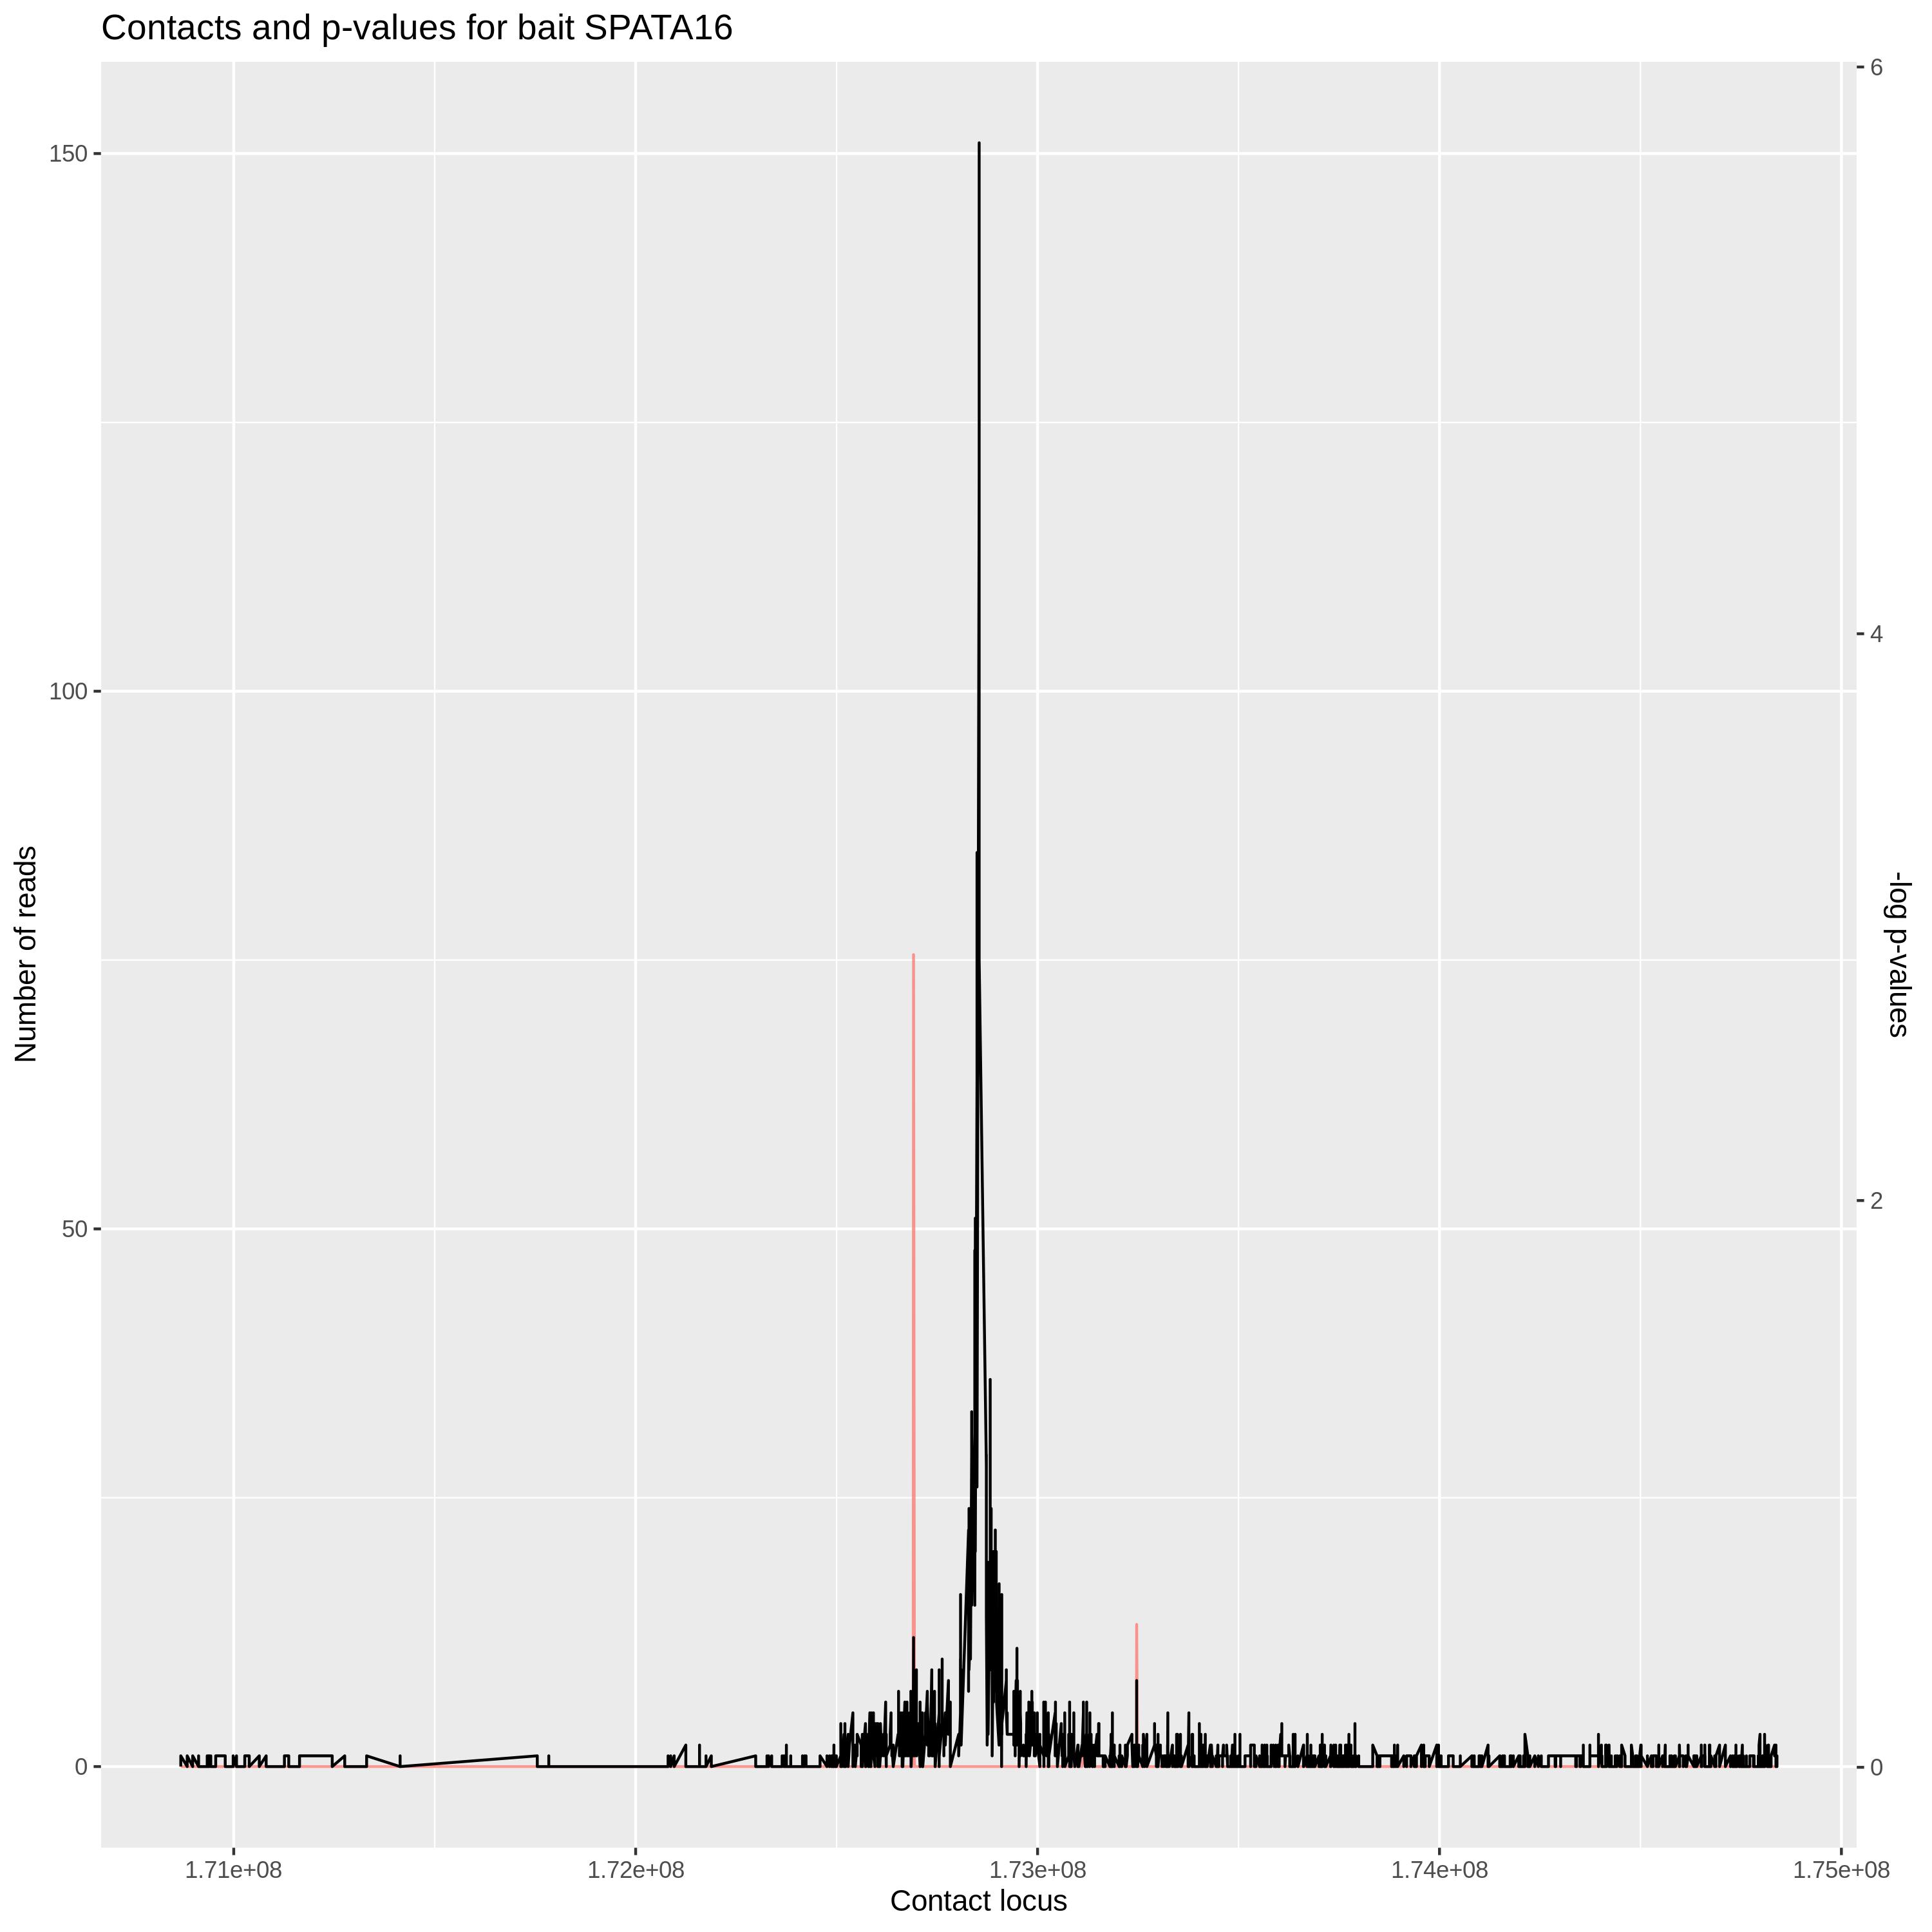 Contacts and p-values for bait SPATA16
150
100
50
0
Number of reads
6
4
2
0
-log p-values
1.71e+08
1.72e+08
1.73e+08
1.74e+08
1.75e+08
Contact locus